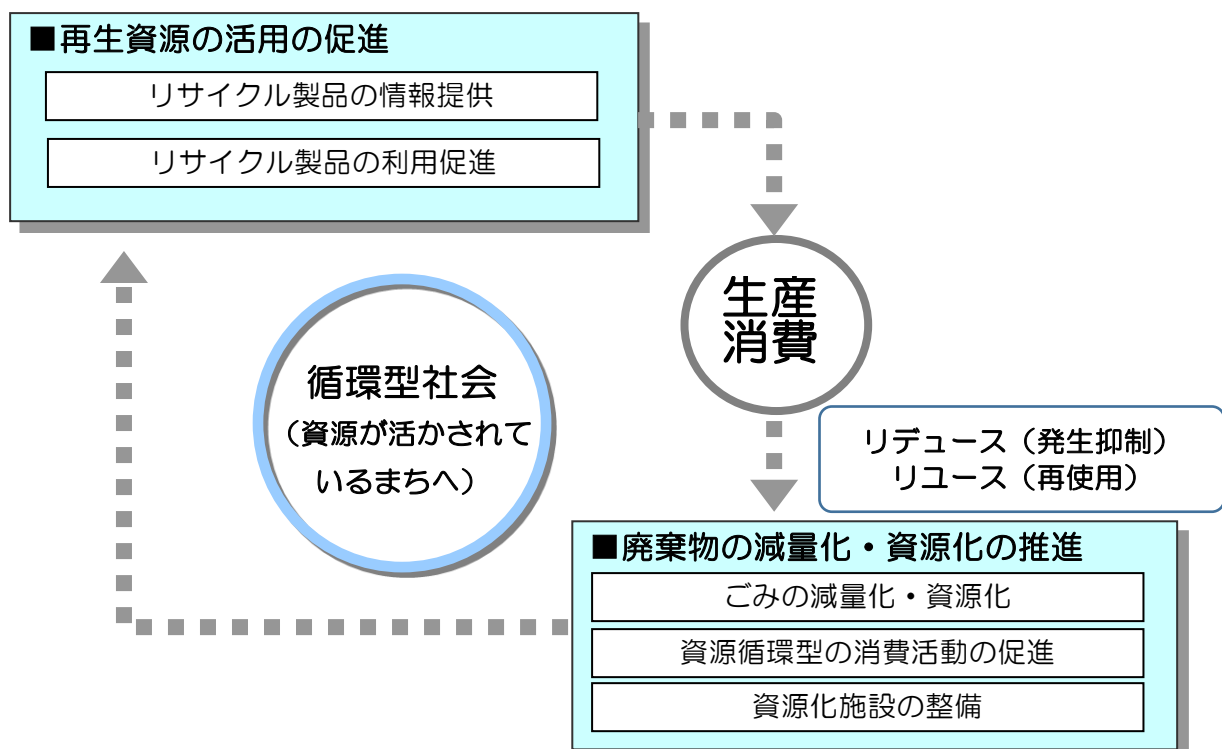 ■再生資源の活用の促進
リサイクル製品の情報提供
リサイクル製品の利用促進
生産
消費
循環型社会
（資源が活かされて
いるまちへ）
リデュース（発生抑制）
リユース（再使用）
■廃棄物の減量化・資源化の推進
ごみの減量化・資源化
資源循環型の消費活動の促進
資源化施設の整備